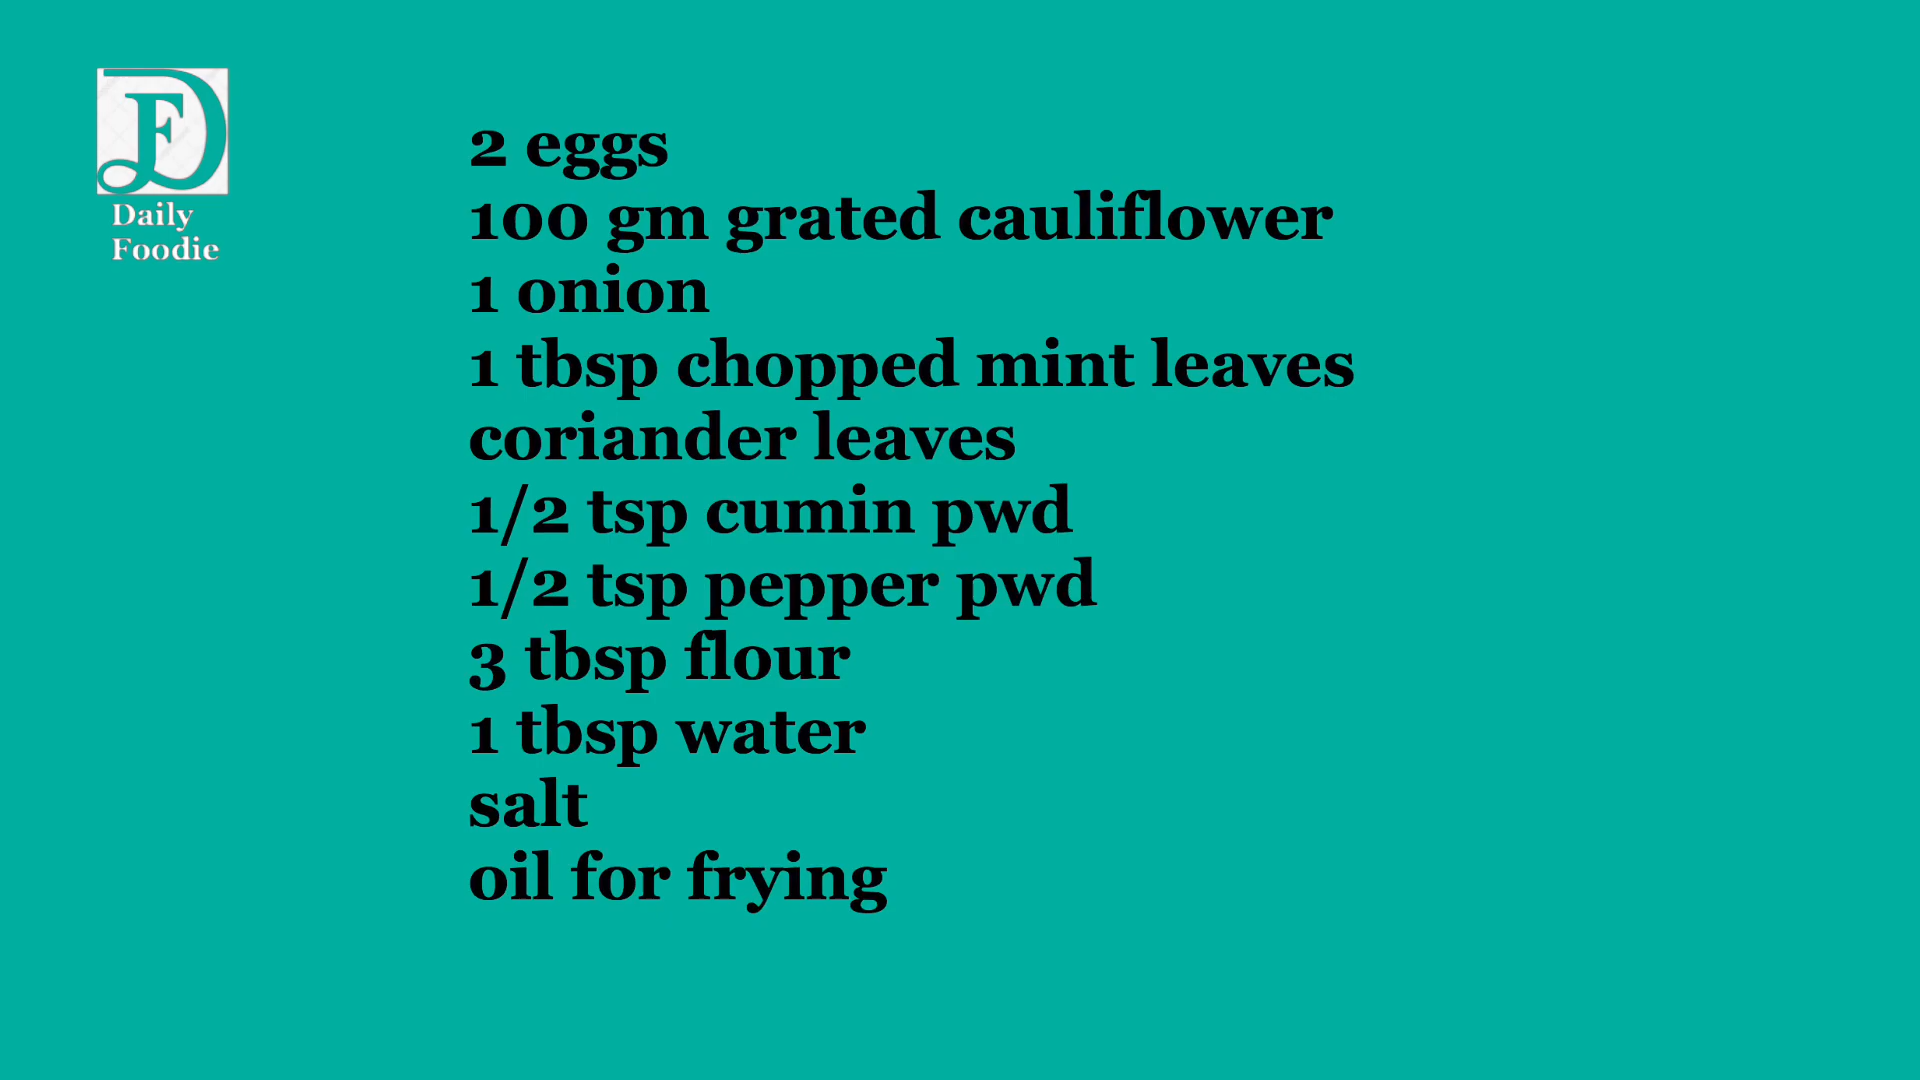 DF
Daily
Foodie
2 eggs
100 gm grated cauliflower
1 onion
1 tbsp chopped mint leaves
coriander leaves
1/2 tsp cumin pwd
1/2 tsp pepper pwd
3 tbsp flour
1 tbsp water
salt
oil for frying